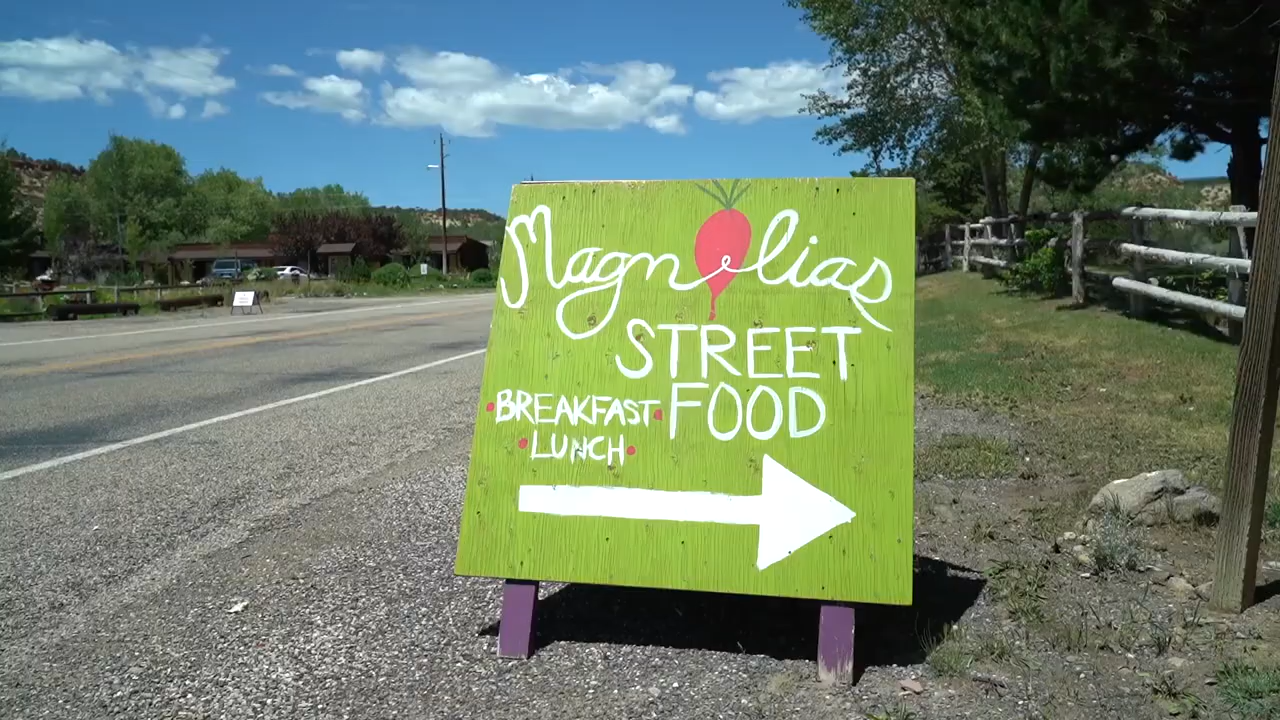 Magnolias
STREET
FOOD
•BREAKFAST•
•LUNCH•